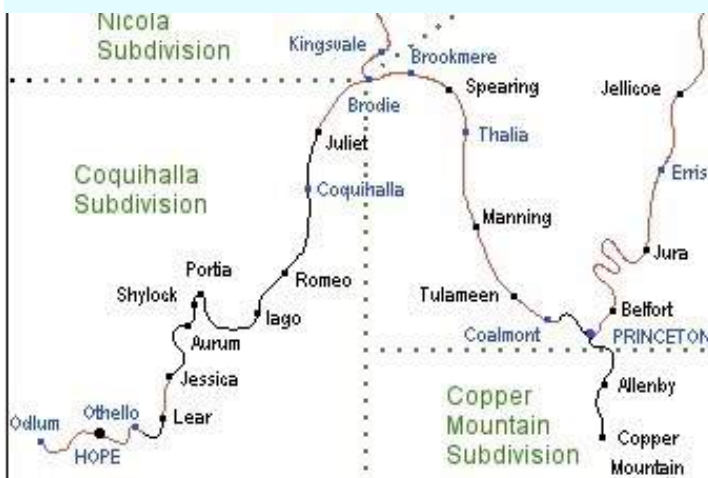 Nicola
Subdivision
Kingsvale
Brookmere
Brodie
Spearing
Jellicoe
Juliet
Thalia
Coquihalla
Subdivision
Coquihalla
Erris
Manning
Portia
Romeo
Jura
Shylock
Iago
Tulameen
Belfort
Aurum
Coalmont
PRINCETON
Jessica
Copper
Mountain
Subdivision
Allenby
Odlum
Othello
Lear
HOPE
Copper
Mountain